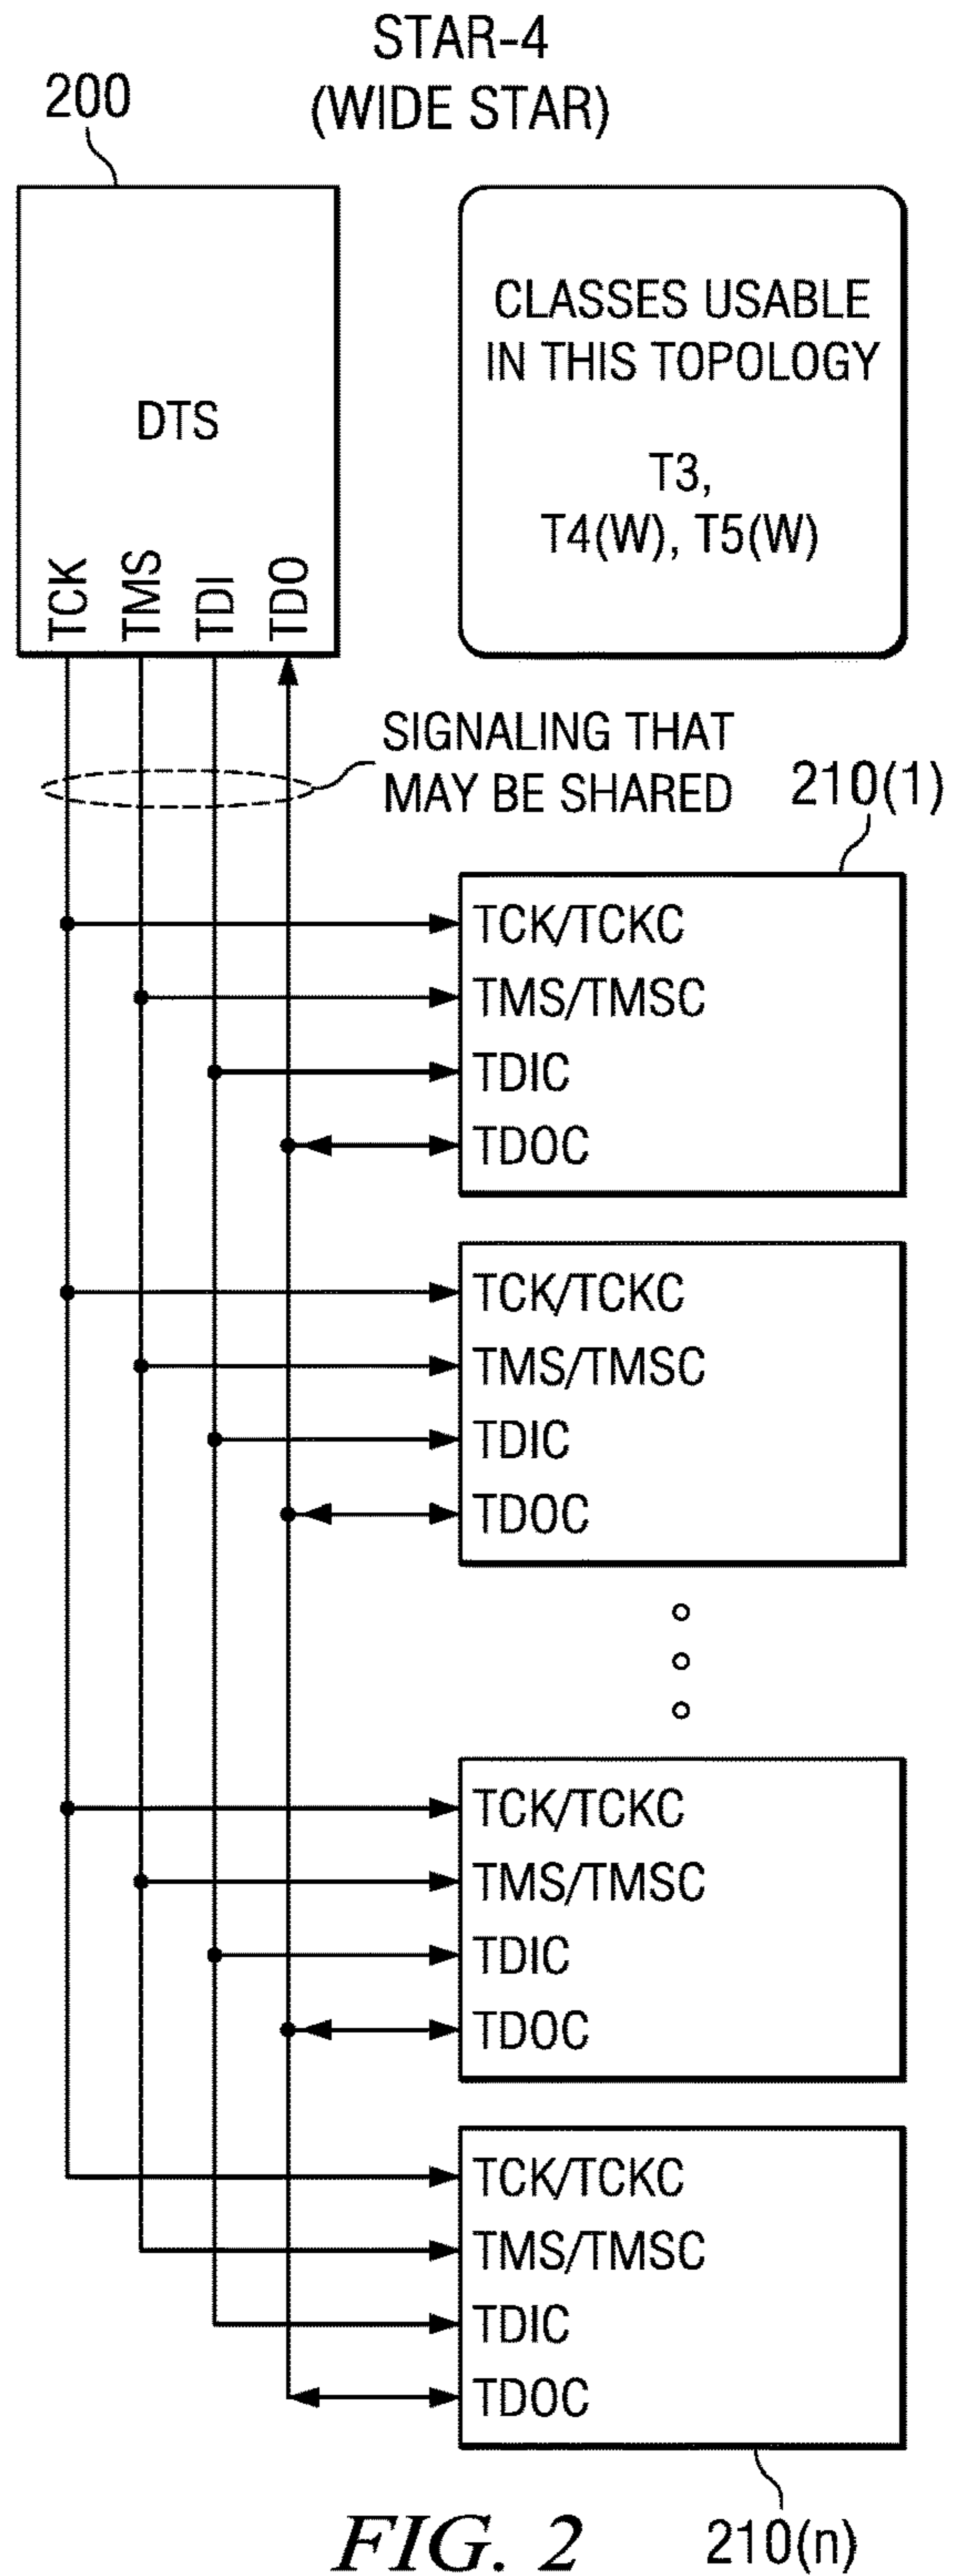 STAR-4
(WIDE STAR)
200
DTS
TCK
TMS
TDI
TDO
CLASSES USABLE
IN THIS TOPOLOGY
T3,
T4(W), T5(W)
SIGNALING THAT
MAY BE SHARED
210(1)
TCK/TCKC
TMS/TMSC
TDIC
TDOC
TCK/TCKC
TMS/TMSC
TDIC
TDOC
TCK/TCKC
TMS/TMSC
TDIC
TDOC
TCK/TCKC
TMS/TMSC
TDIC
TDOC
210(n)
FIG. 2